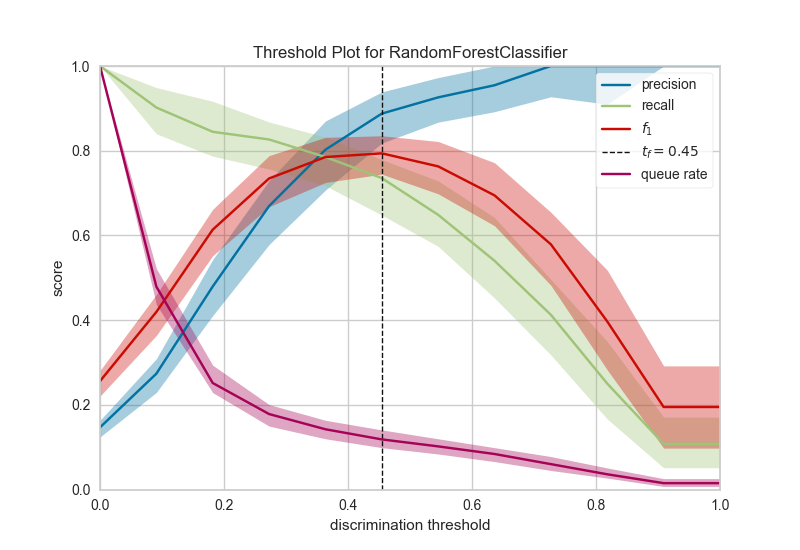 Threshold Plot for RandomForestClassifier
1.0
0.8
0.6
0.4
0.2
0.0
score
0.0 0.2 0.4 0.6 0.8 1.0
discrimination threshold
precision
recall
f₁
t_f = 0.45
queue rate